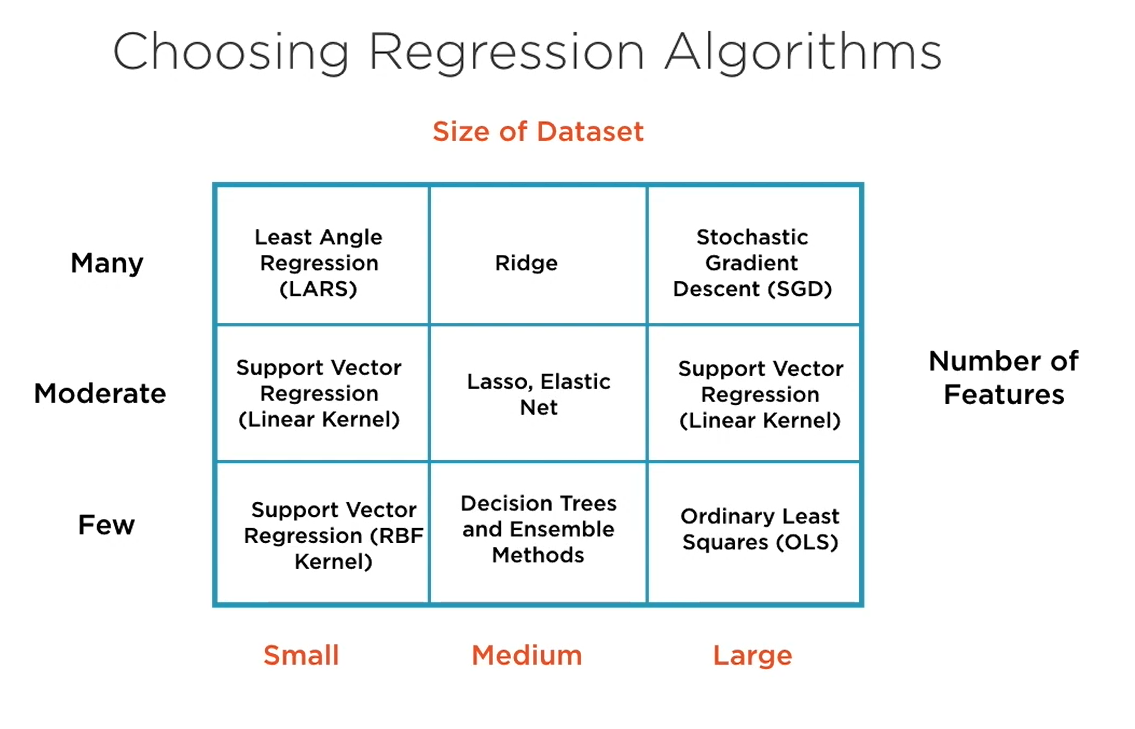 Choosing Regression Algorithms
Size of Dataset
Many
Least Angle
Regression
(LARS)
Ridge
Stochastic
Gradient
Descent (SGD)
Moderate
Support Vector
Regression
(Linear Kernel)
Lasso, Elastic
Net
Support Vector
Regression
(Linear Kernel)
Number of
Features
Few
Support Vector
Regression (RBF
Kernel)
Decision Trees
and Ensemble
Methods
Ordinary Least
Squares (OLS)
Small
Medium
Large